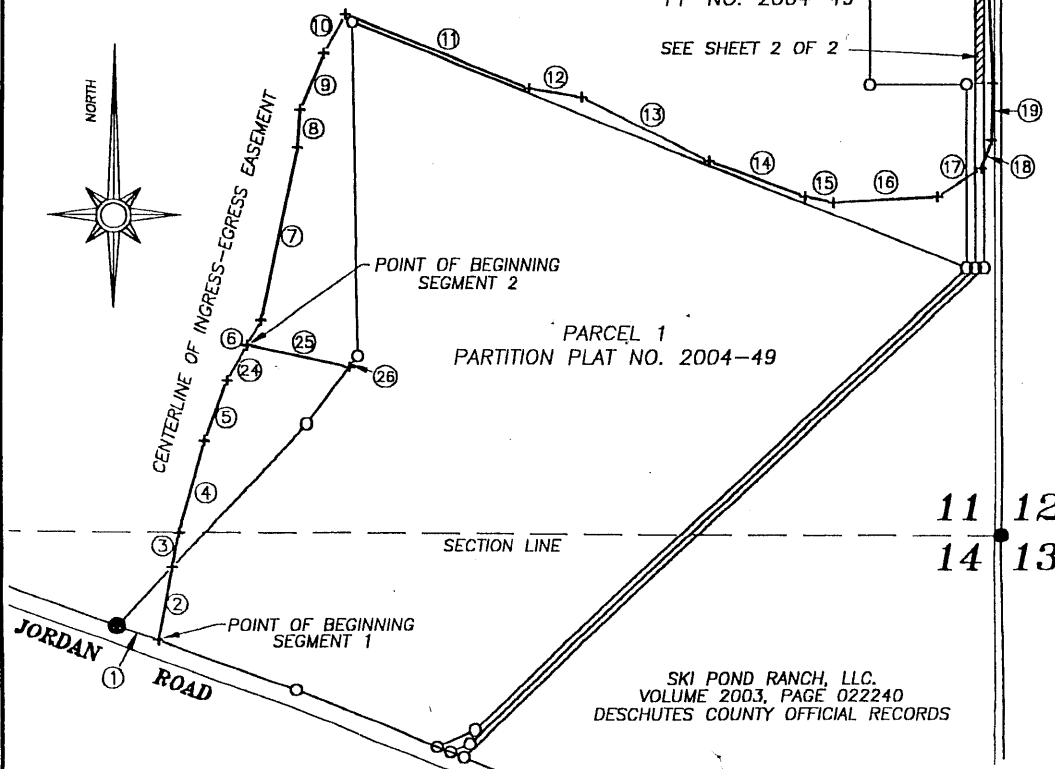 10
11
12
9
8
13
14
15
16
17
18
19
SEE SHEET 2 OF 2
NORTH
CENTERLINE OF INGRESS-EGRESS EASEMENT
7
POINT OF BEGINNING
SEGMENT 2
6
25
26
24
5
PARCEL 1
PARTITION PLAT NO. 2004-49
4
11 12
SECTION LINE
14 13
3
2
POINT OF BEGINNING
SEGMENT 1
JORDAN ROAD
1
SKI POND RANCH, LLC.
VOLUME 2003, PAGE 022240
DESCHUTES COUNTY OFFICIAL RECORDS